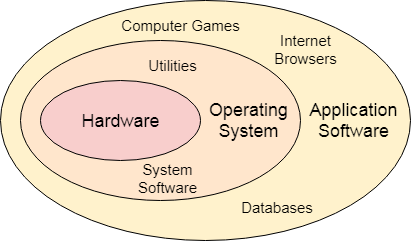 Computer Games
Internet
Browsers
Utilities
Hardware
Operating
System
Application
Software
System
Software
Databases